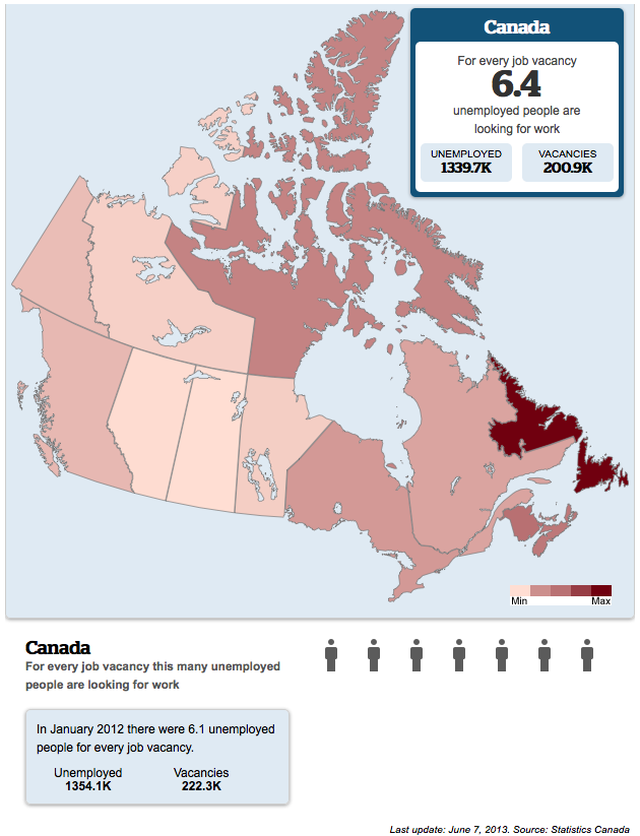 Canada
For every job vacancy
6.4
unemployed people are
looking for work
UNEMPLOYED
1339.7K
VACANCIES
200.9K
Min
Max
Canada
For every job vacancy this many unemployed
people are looking for work
In January 2012 there were 6.1 unemployed
people for every job vacancy.
Unemployed
1354.1K
Vacancies
222.3K
Last update: June 7, 2013. Source: Statistics Canada